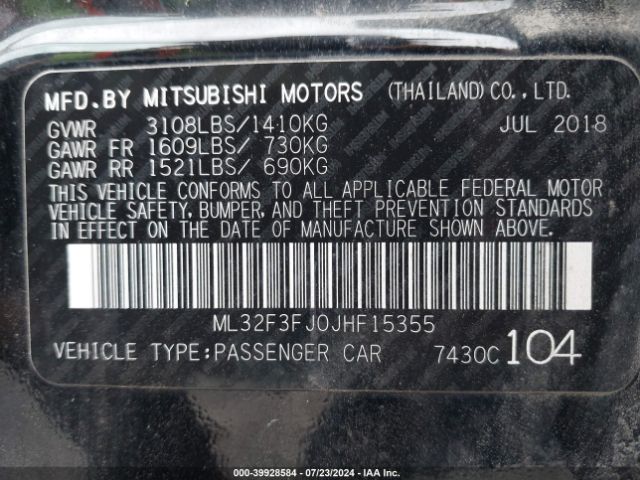 MFD.BY MITSUBISHI MOTORS (THAILAND)CO.,LTD.
GVWR 3108LBS/1410KG JUL 2018
GAWR FR 1609LBS/ 730KG
GAWR RR 1521LBS/ 690KG
THIS VEHICLE CONFORMS TO ALL APPLICABLE FEDERAL MOTOR
VEHICLE SAFETY, BUMPER, AND THEFT PREVENTION STANDARDS
IN EFFECT ON THE DATE OF MANUFACTURE SHOWN ABOVE.
ML32F3FJ0JHF15355
VEHICLE TYPE:PASSENGER CAR 7430C 104
000-39928584 - 07/23/2024 - IAA Inc.